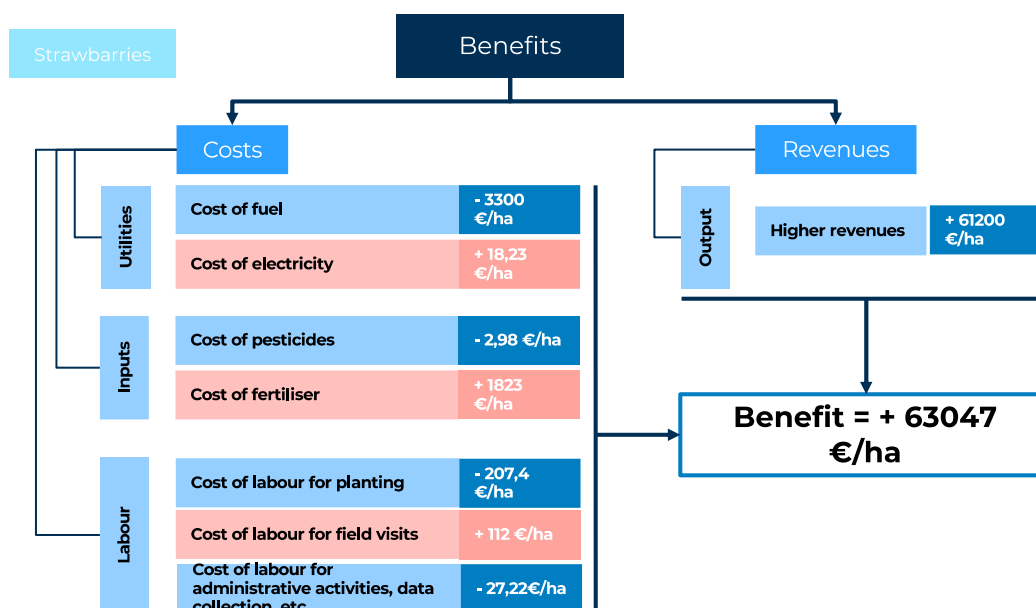 Strawbarries
Benefits
Costs
Revenues
Utilities
Cost of fuel
- 3300
€/ha
Cost of electricity
+ 18,23
€/ha
Output
Higher revenues
+ 61200
€/ha
Inputs
Cost of pesticides
- 2,98 €/ha
Cost of fertiliser
+ 1823
€/ha
Benefit = + 63047
€/ha
Labour
Cost of labour for planting
- 207,4
€/ha
Cost of labour for field visits
+ 112 €/ha
Cost of labour for
administrative activities, data
collection, etc
- 27,22€/ha